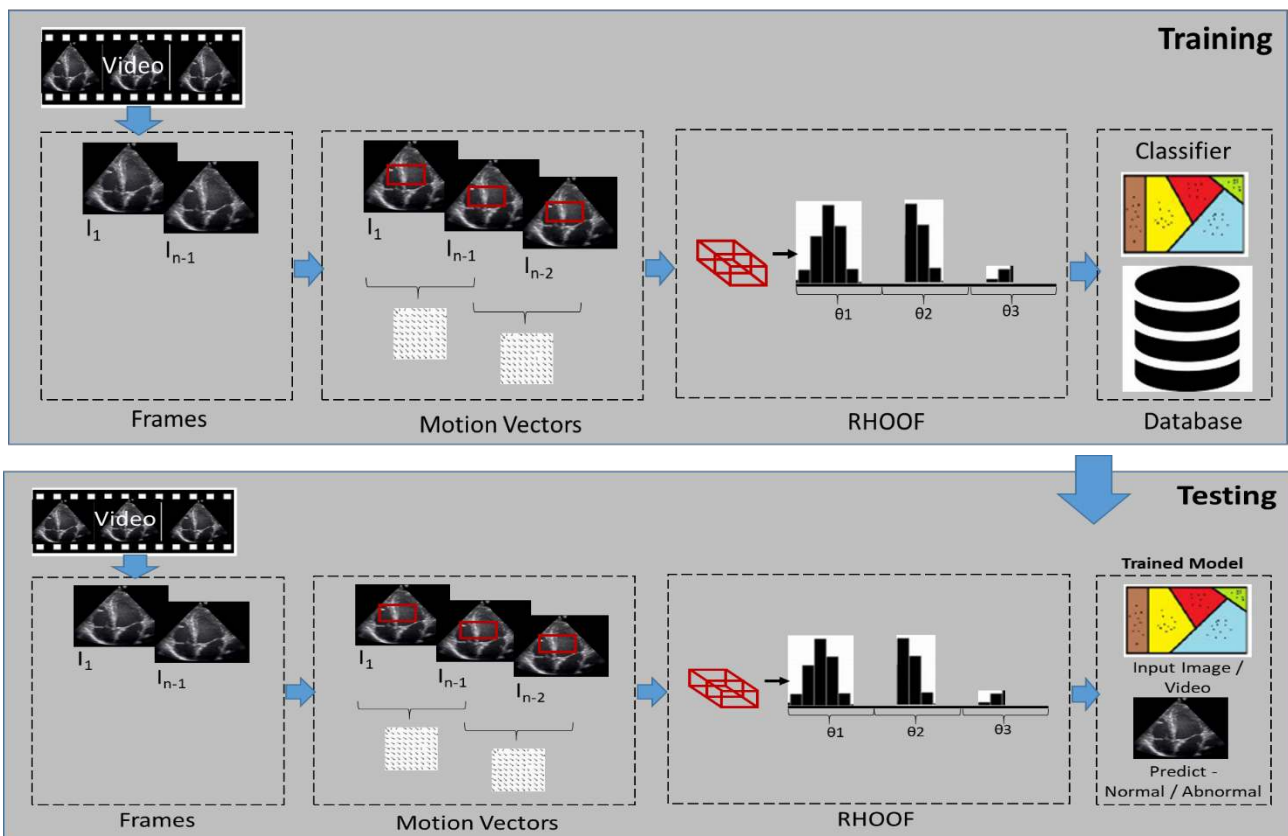 Training
Video
I1
In-1
Frames
I1
In-1
In-2
Motion Vectors
θ1
θ2
θ3
RHOOF
Classifier
Database
Testing
Video
I1
In-1
Frames
I1
In-1
In-2
Motion Vectors
θ1
θ2
θ3
RHOOF
Trained Model
Input Image /
Video
Predict -
Normal / Abnormal